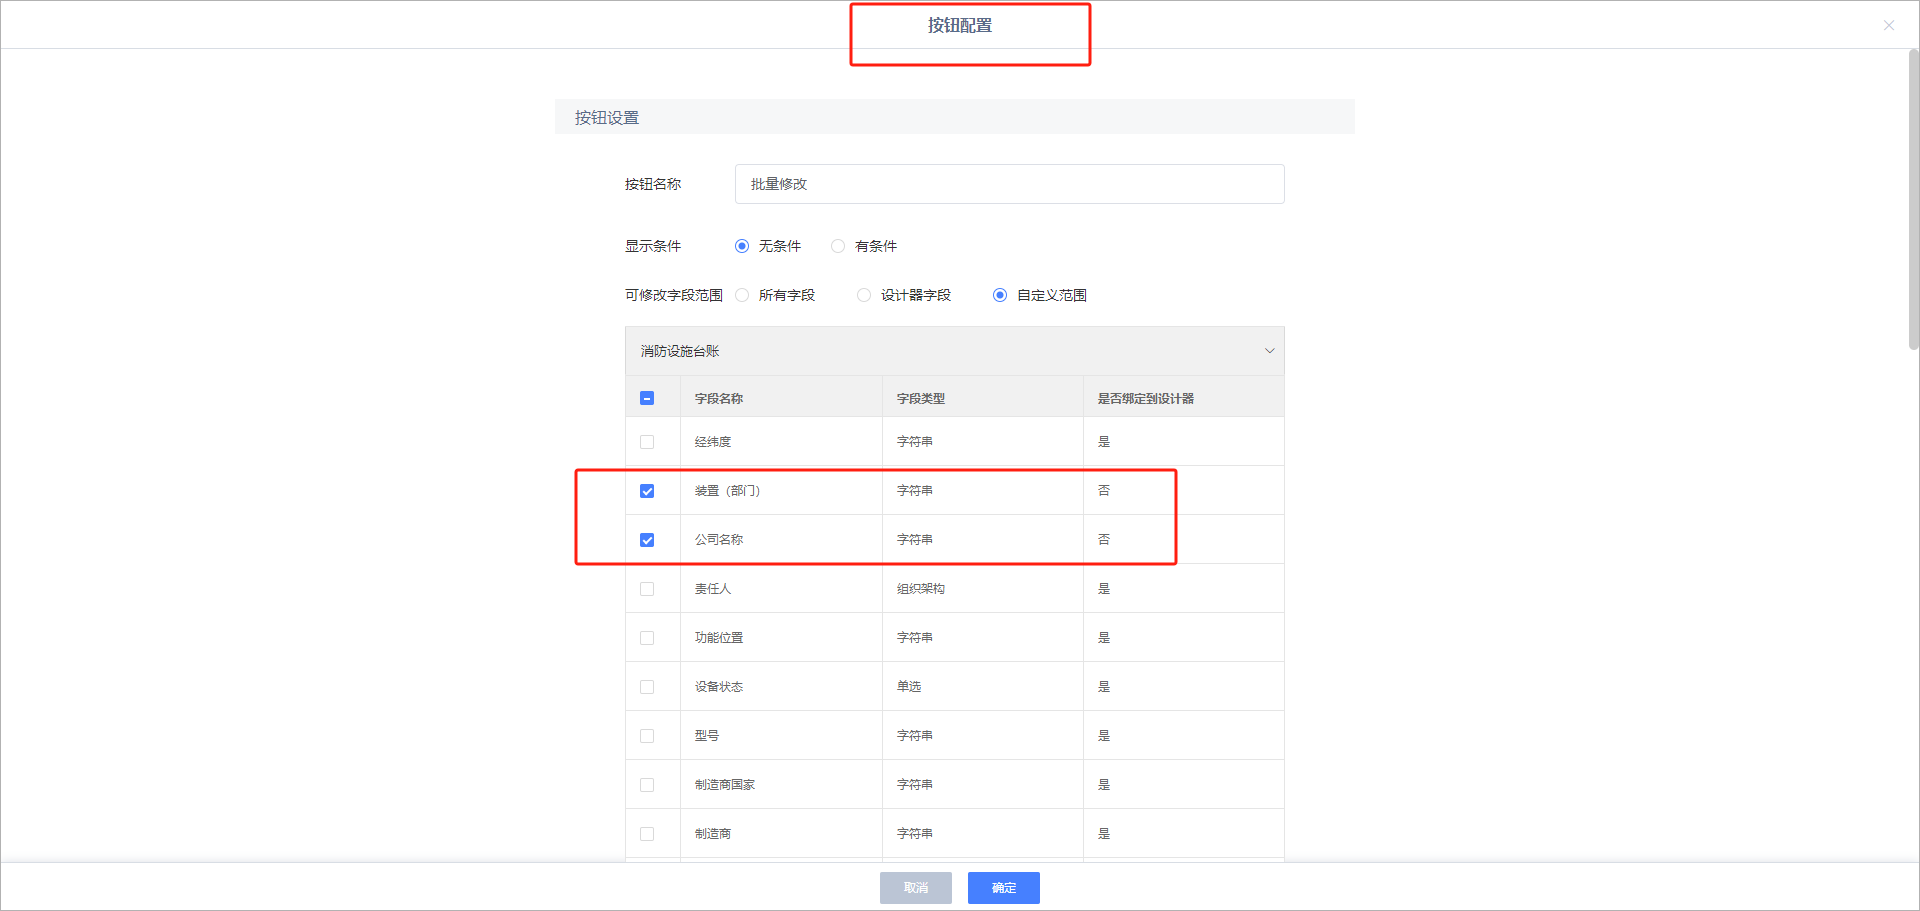 按钮配置
按钮设置
按钮名称 批量修改
显示条件 无条件 有条件
可修改字段范围 所有字段 设计器字段 自定义范围
消防设施台账
字段名称 字段类型 是否绑定到设计器
经纬度 字符串 是
装置（部门） 字符串 否
公司名称 字符串 否
责任人 组织架构 是
功能位置 字符串 是
设备状态 单选 是
型号 字符串 是
制造商国家 字符串 是
制造商 字符串 是
取消 确定